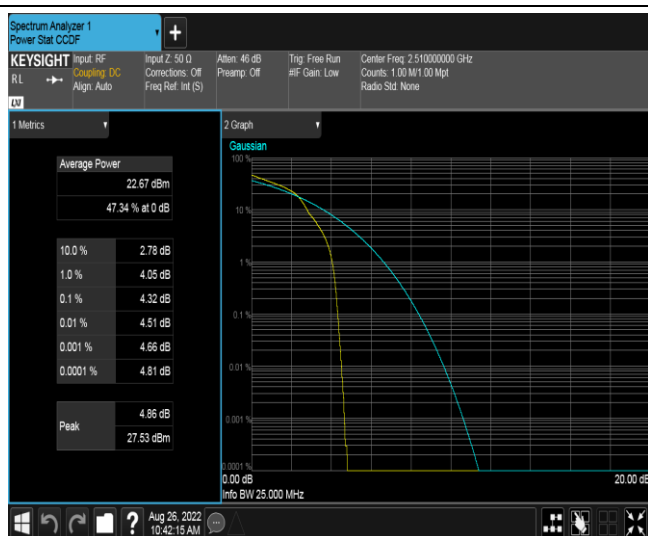 Spectrum Analyzer 1
Power Stat CCDF
+
KEYSIGHT
RL
LXI
Input: RF
Coupling: DC
Align: Auto
Input Z: 50 Ω
Corrections: Off
Freq Ref: Int (S)
Atten: 46 dB
Preamp: Off
Trig: Free Run
#IF Gain: Low
Center Freq: 2.510000000 GHz
Counts: 1.00 M/1.00 Mpt
Radio Std: None
1 Metrics
Average Power
22.67 dBm
47.34 % at 0 dB
10.0 % 2.78 dB
1.0 % 4.05 dB
0.1 % 4.32 dB
0.01 % 4.51 dB
0.001 % 4.66 dB
0.0001 % 4.81 dB
Peak
4.86 dB
27.53 dBm
2 Graph
Gaussian
100 %
10 %
1 %
0.1 %
0.01 %
0.001 %
0.0001 %
0.00 dB 20.00 dB
Info BW 25.000 MHz
?
Aug 26, 2022
10:42:15 AM